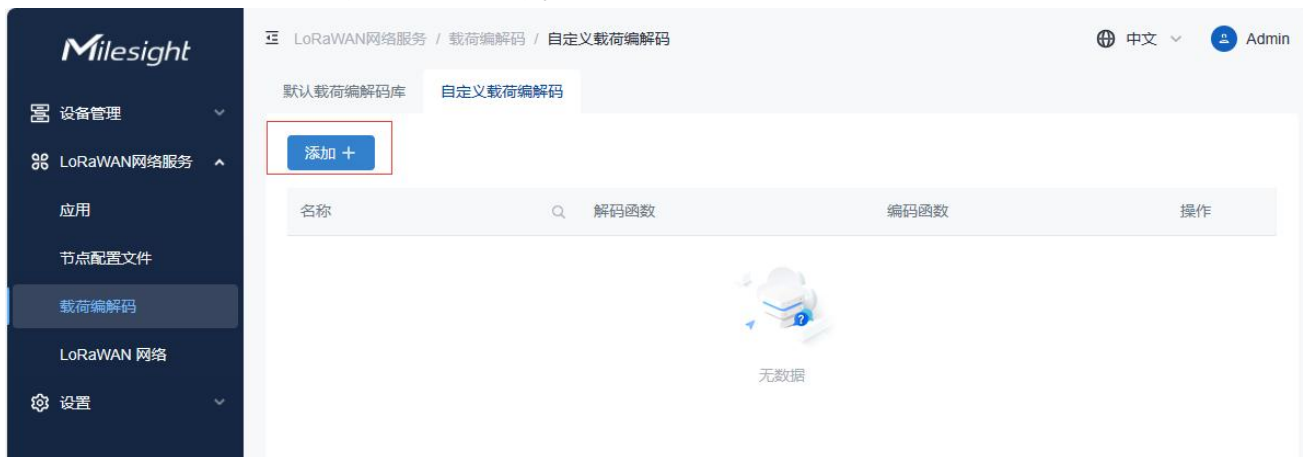 Milesight
LoRaWAN网络服务 / 载荷编解码 / 自定义载荷编解码
中文
Admin
设备管理
LoRaWAN网络服务
应用
节点配置文件
载荷编解码
LoRaWAN 网络
设置
默认载荷编解码库
自定义载荷编解码
添加 +
名称
解码函数
编码函数
操作
无数据